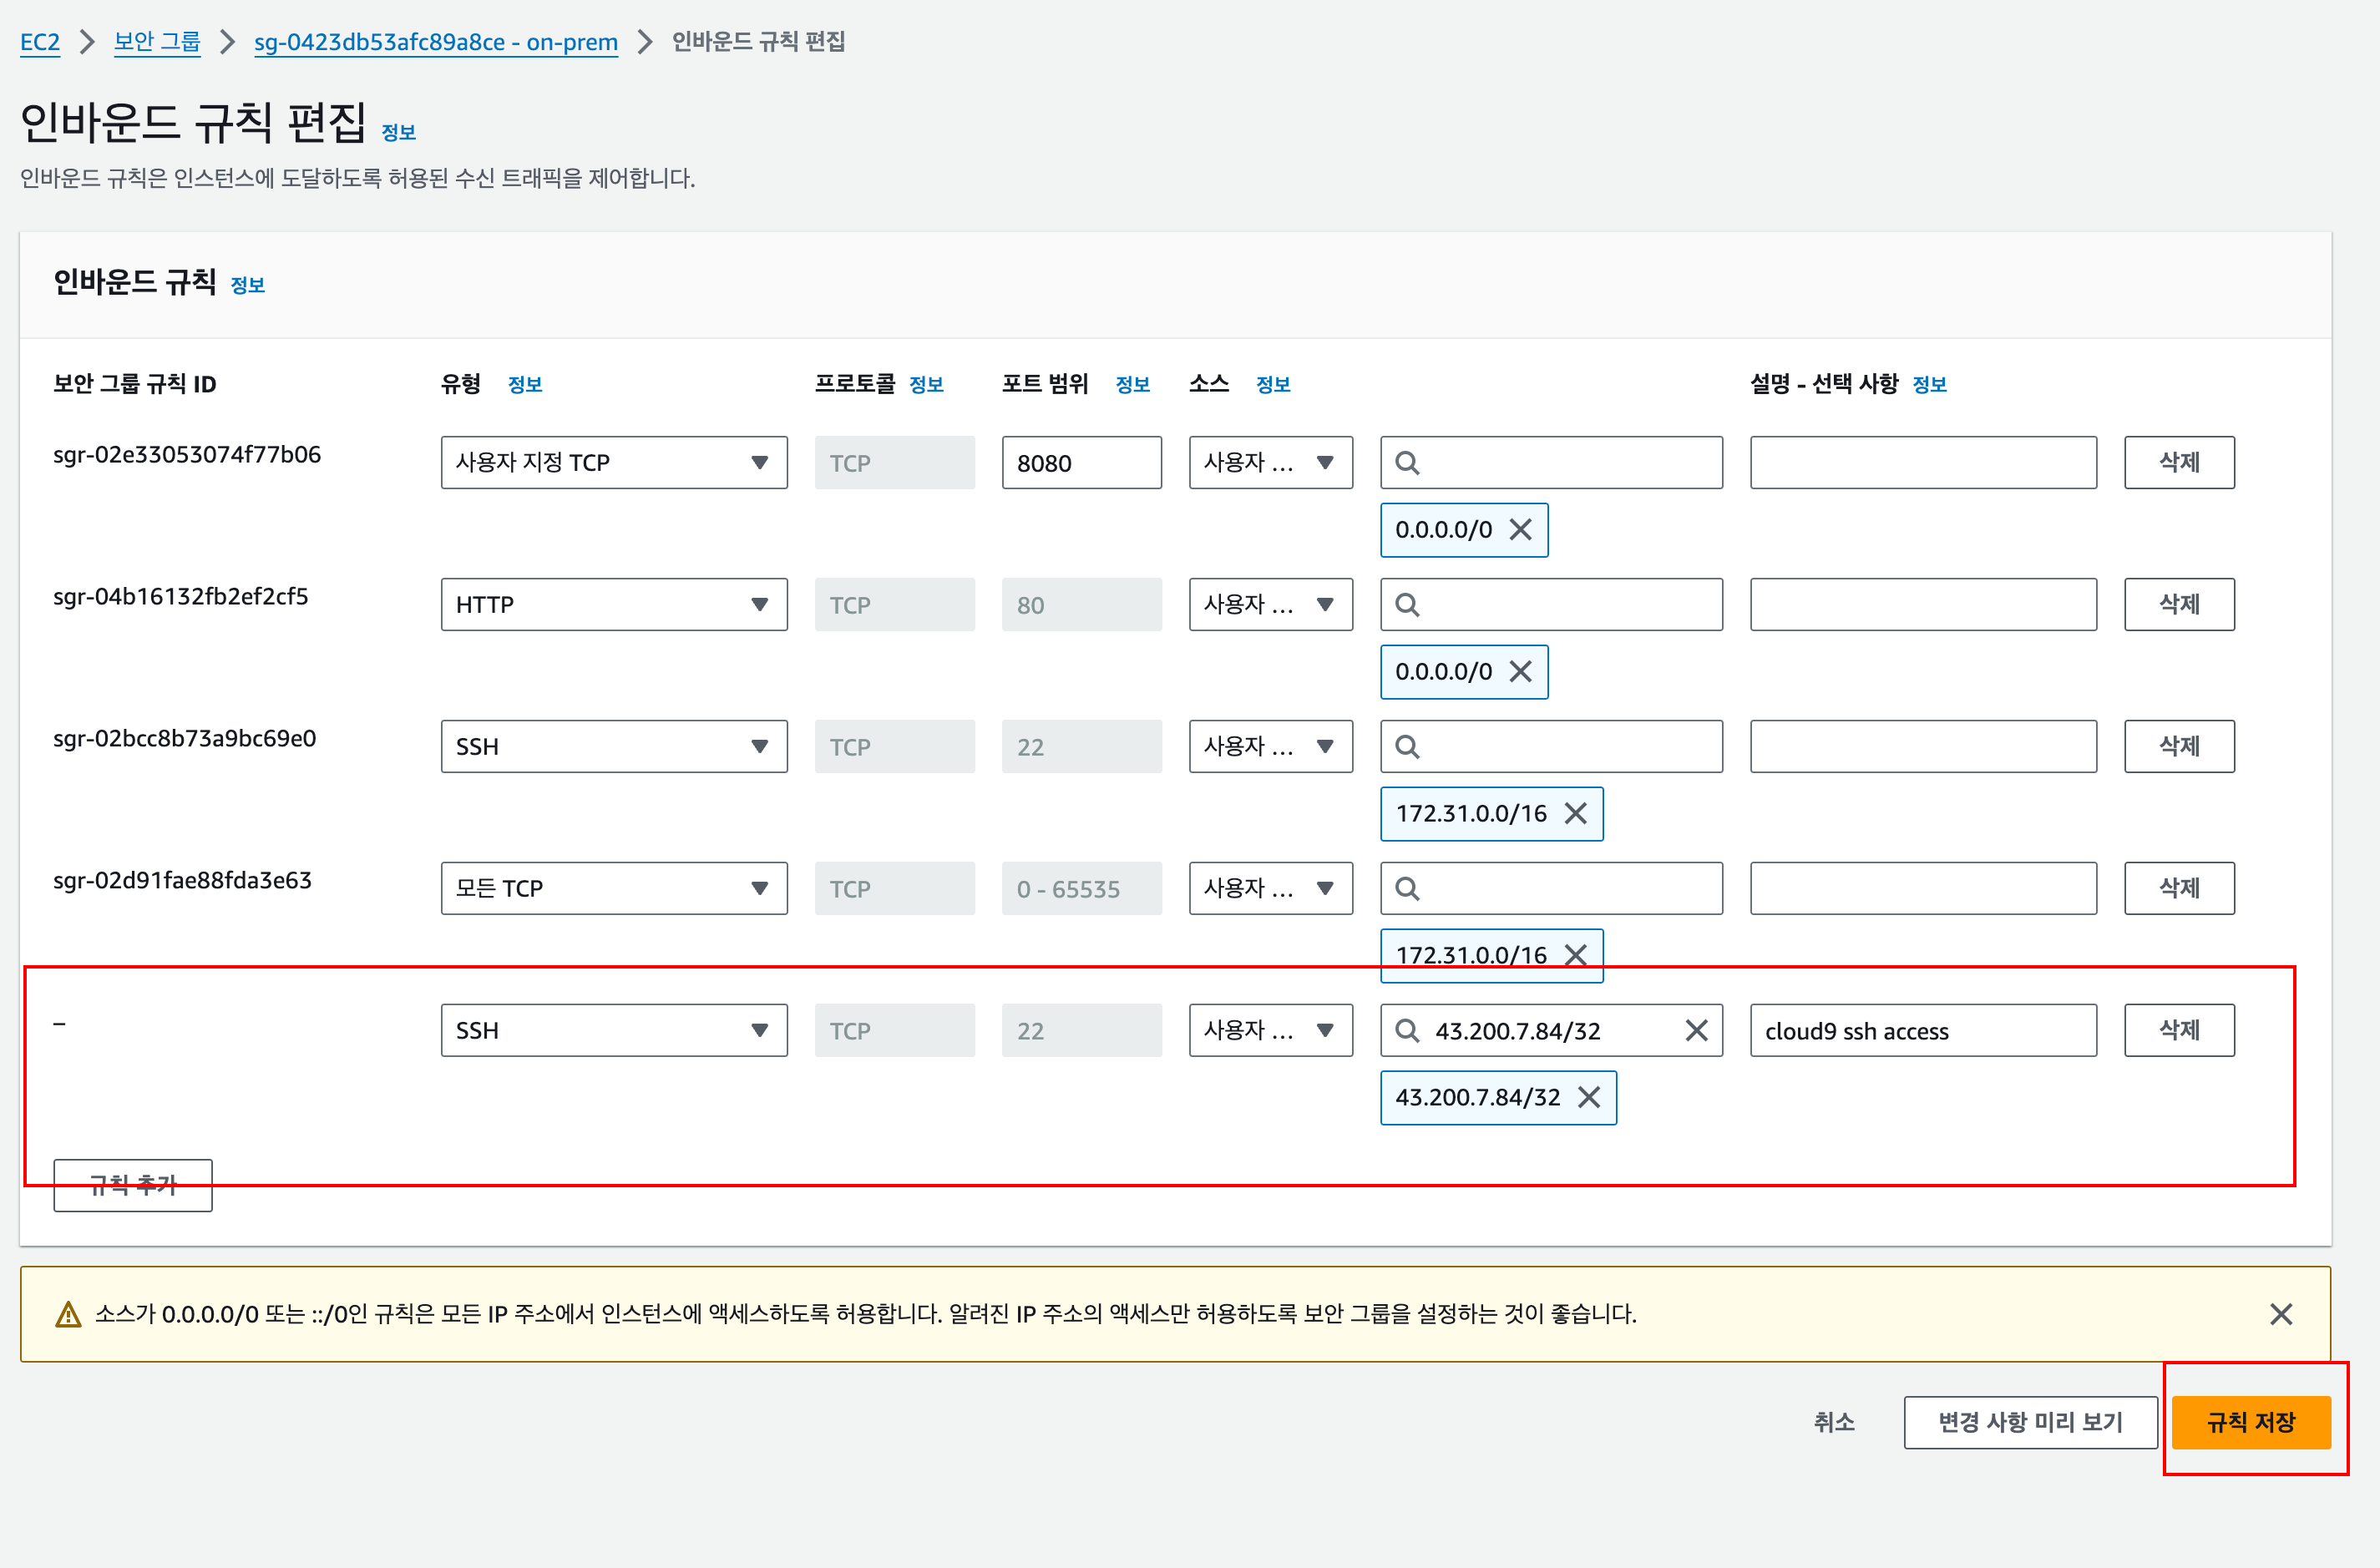 EC2 > 보안 그룹 > sg-0423db53afc89a8ce - on-prem > 인바운드 규칙 편집
인바운드 규칙 편집 정보
인바운드 규칙은 인스턴스에 도달하도록 허용된 수신 트래픽을 제어합니다.
인바운드 규칙 정보
보안 그룹 규칙 ID 유형 정보 프로토콜 정보 포트 범위 정보 소스 정보 설명 - 선택 사항 정보
sgr-02e33053074f77b06 사용자 지정 TCP TCP 8080 사용자 ... 삭제
0.0.0.0/0
sgr-04b16132fb2ef2cf5 HTTP TCP 80 사용자 ... 삭제
0.0.0.0/0
sgr-02bcc8b73a9bc69e0 SSH TCP 22 사용자 ... 삭제
172.31.0.0/16
sgr-02d91fae88fda3e63 모든 TCP TCP 0 - 65535 사용자 ... 삭제
172.31.0.0/16
– SSH TCP 22 사용자 ... 43.200.7.84/32 cloud9 ssh access 삭제
43.200.7.84/32
규칙 추가
소스가 0.0.0.0/0 또는 ::/0인 규칙은 모든 IP 주소에서 인스턴스에 액세스하도록 허용합니다. 알려진 IP 주소의 액세스만 허용하도록 보안 그룹을 설정하는 것이 좋습니다.
취소 변경 사항 미리 보기 규칙 저장